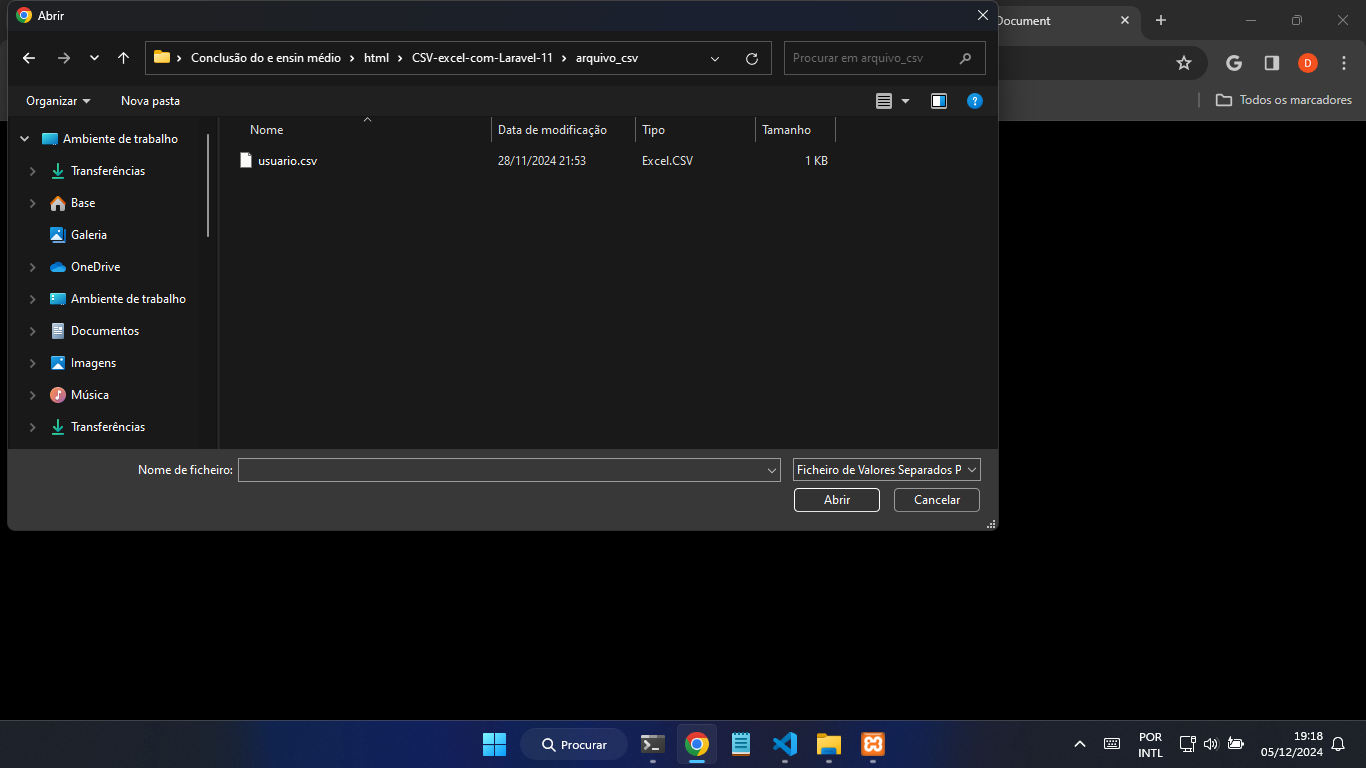 Abrir
Document
Conclusão do e ensin médio
html
CSV-excel-com-Laravel-11
arquivo_csv
Procurar em arquivo_csv
D
Organizar
Nova pasta
?
Todos os marcadores
Nome
Data de modificação
Tipo
Tamanho
usuario.csv
28/11/2024 21:53
Excel.CSV
1 KB
Ambiente de trabalho
Transferências
Base
Galeria
OneDrive
Ambiente de trabalho
Documentos
Imagens
Música
Transferências
Nome de ficheiro:
Ficheiro de Valores Separados P
Abrir
Cancelar
Procurar
POR
INTL
19:18
05/12/2024